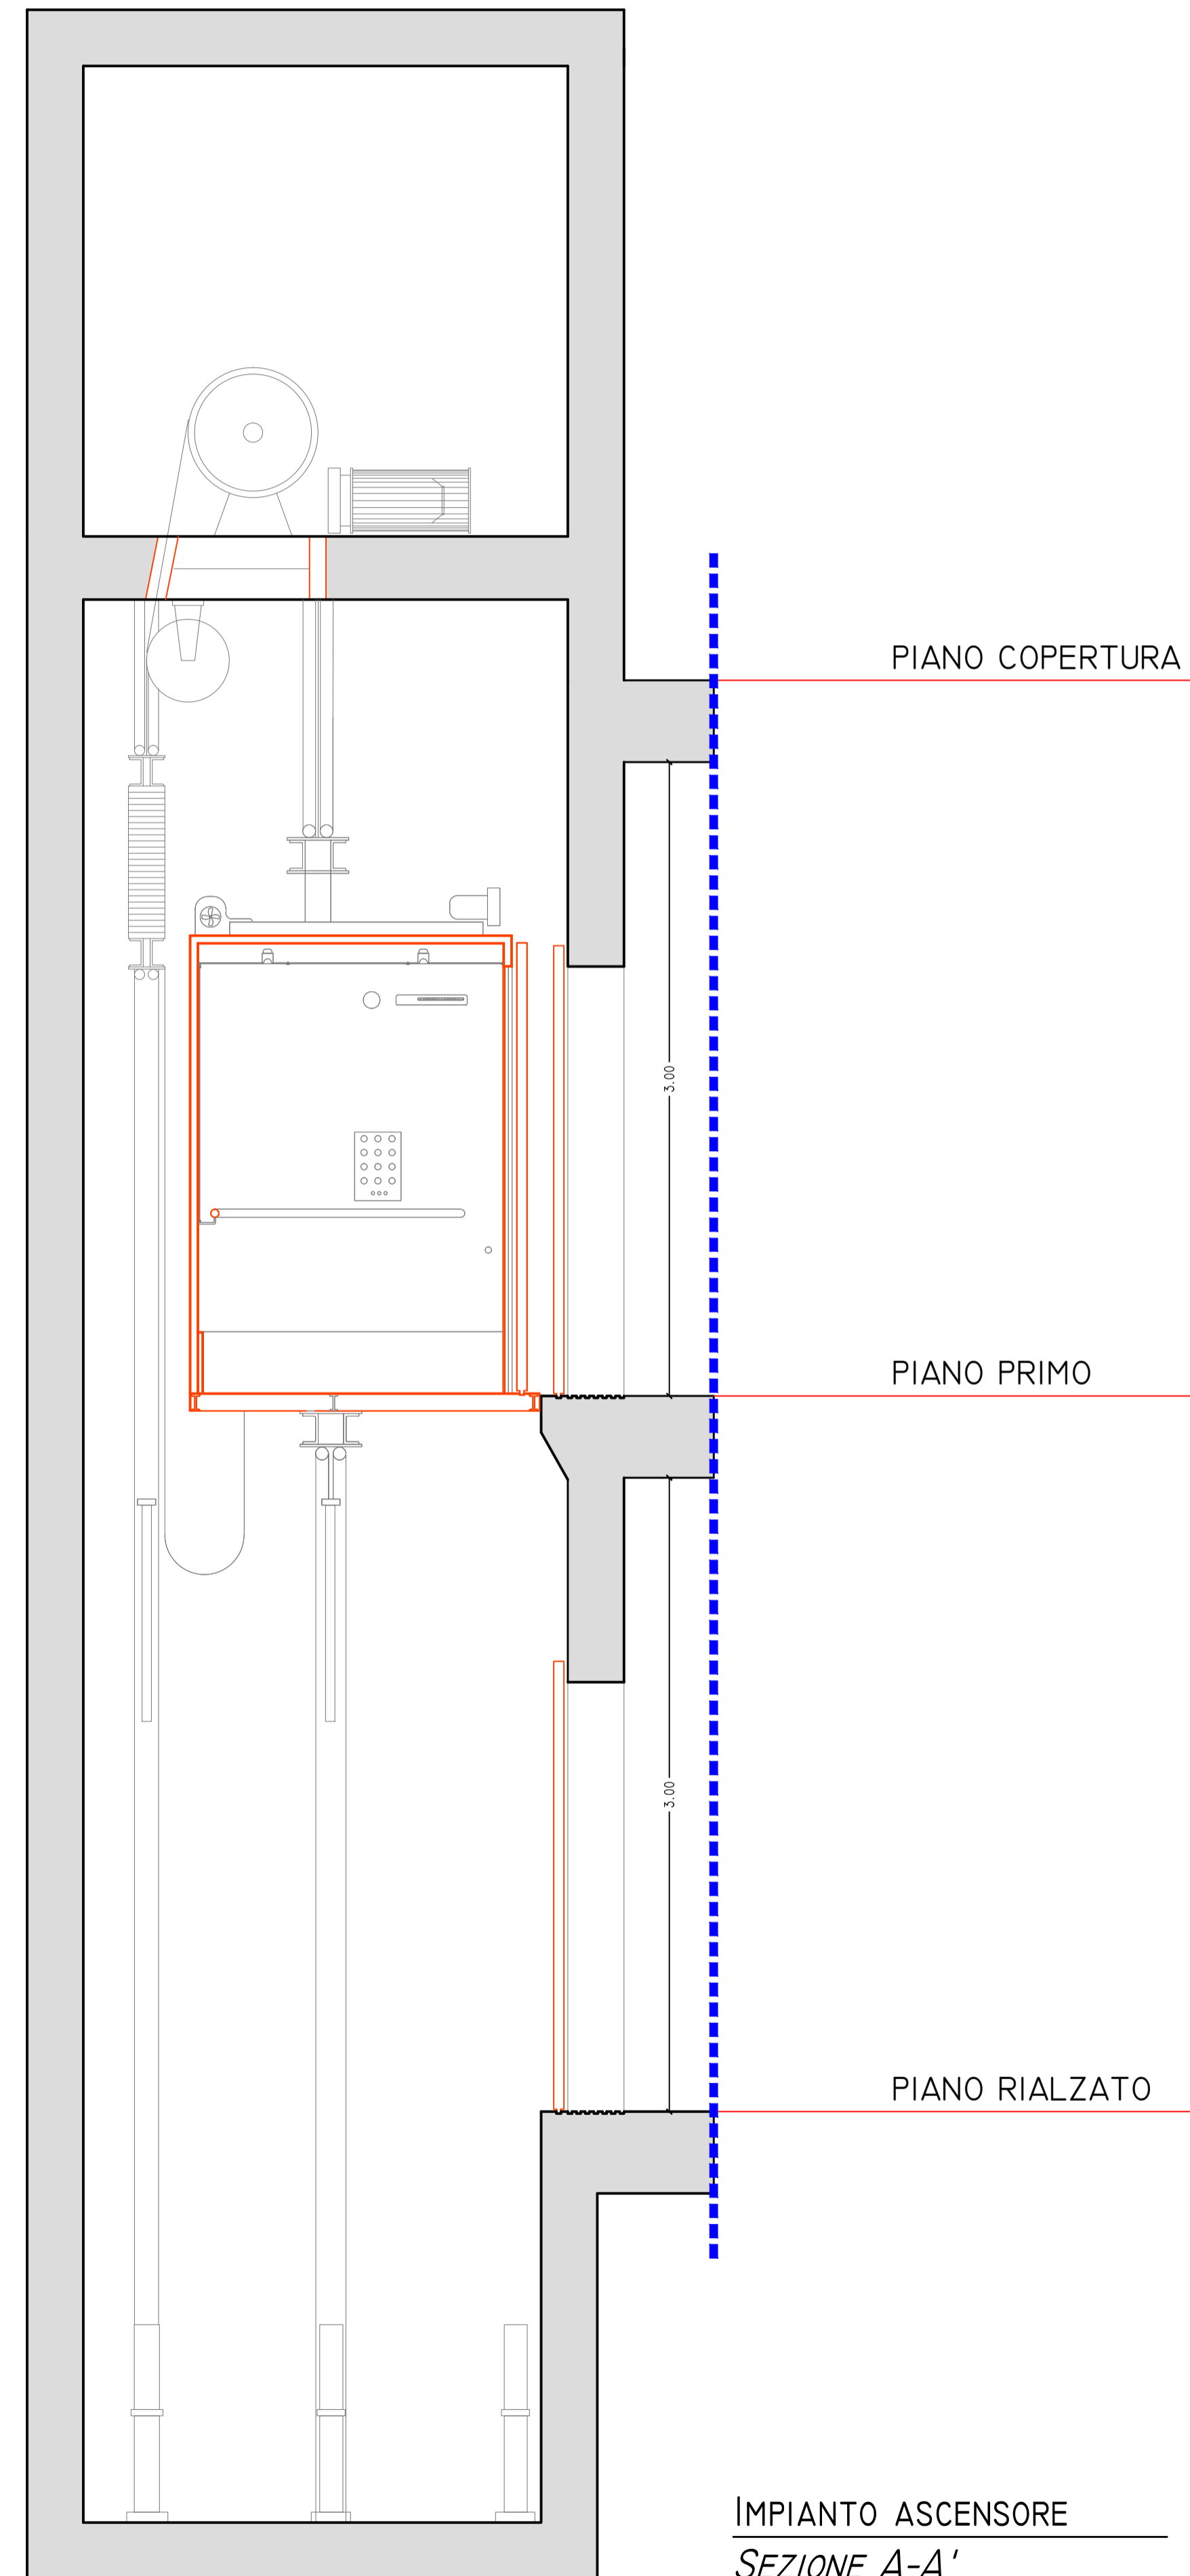 PIANO COPERTURA
3.00
PIANO PRIMO
3.00
PIANO RIALZATO
IMPIANTO ASCENSORE
SEZIONE A-A'